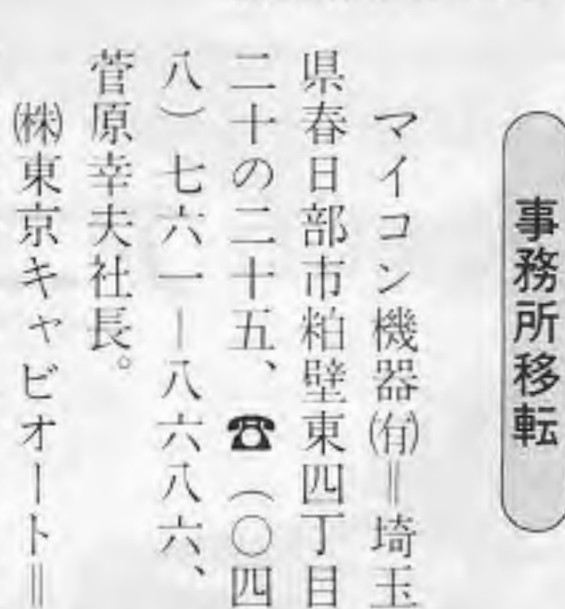 事務所移転
マイコン機器㈲＝埼玉
県春日部市粕壁東四丁目
二十の二十五、☎（〇四
八）七六一―八六八六、
菅原幸夫社長。
㈱東京キャビオート＝